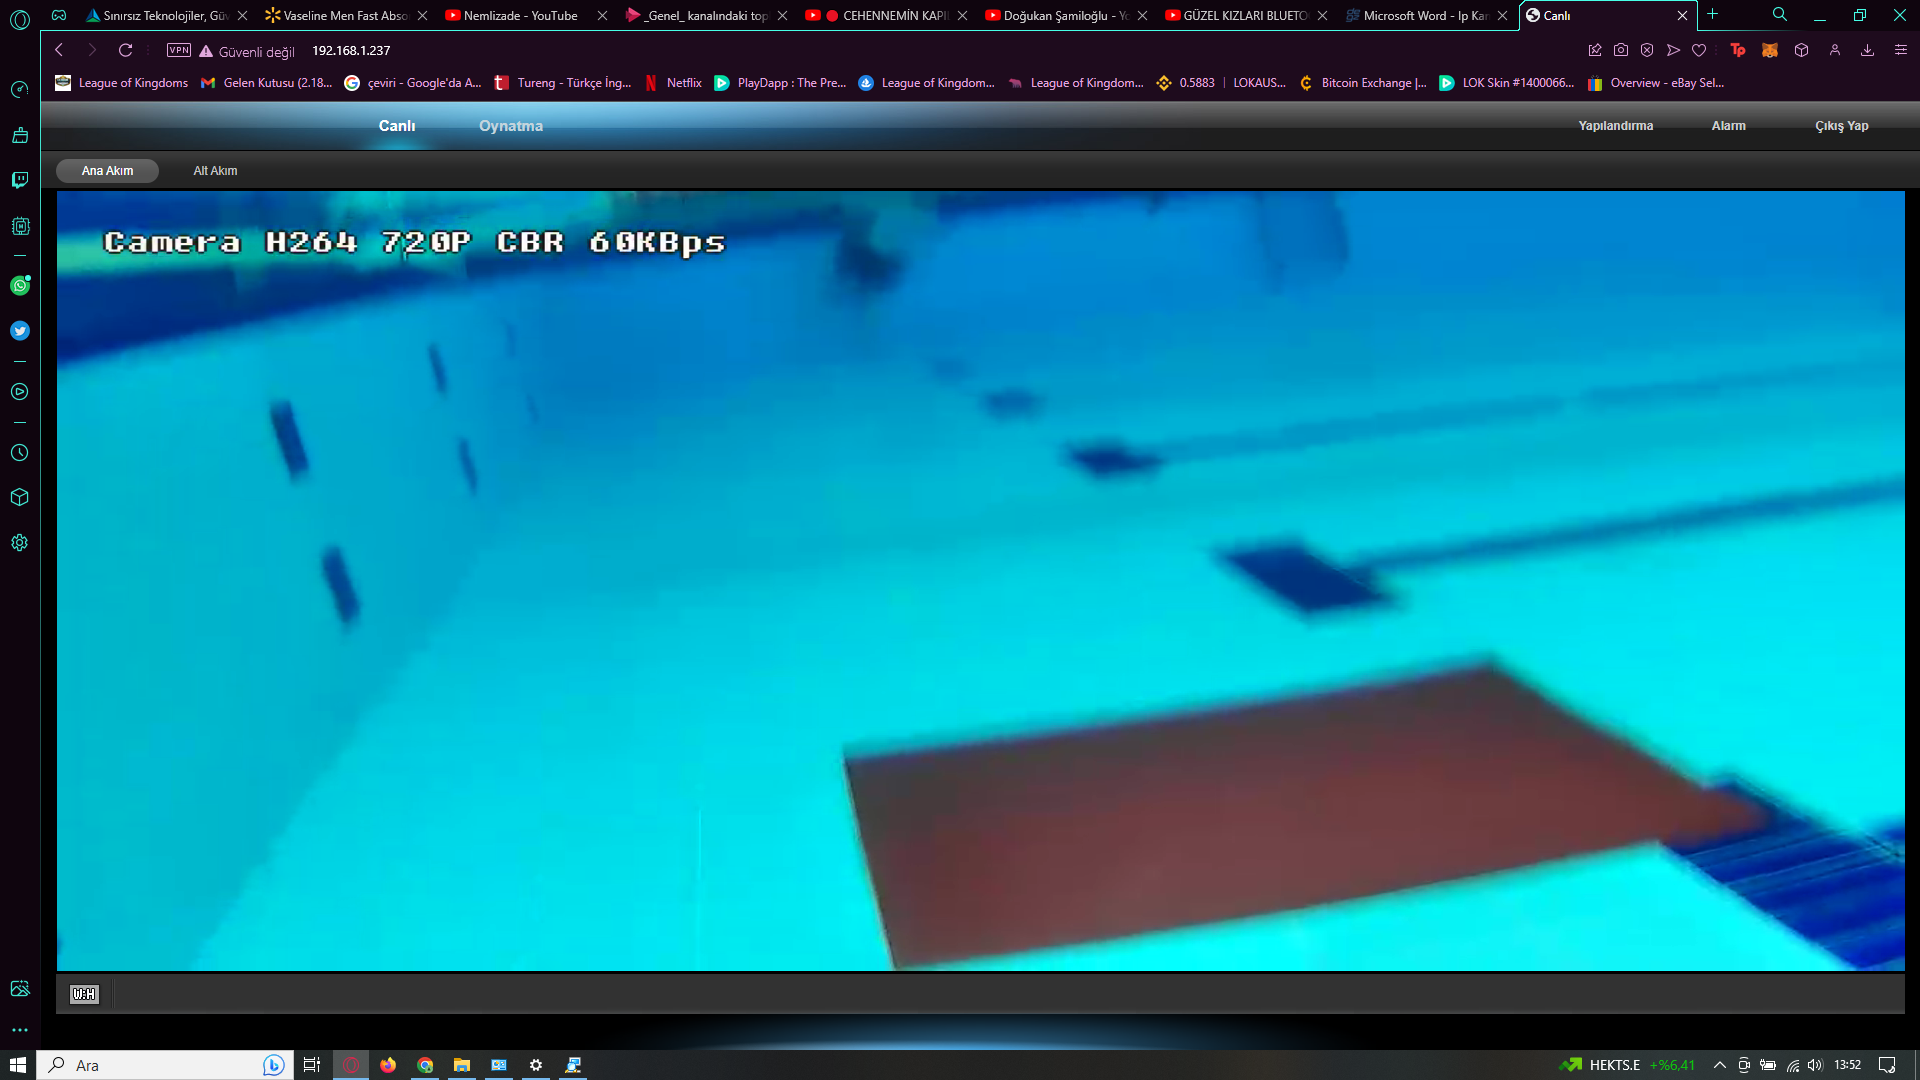 Sınırsız Teknolojiler, Gü
Vaseline Men Fast Abso
Nemlizade - YouTube
_Genel_ kanalındaki top
CEHENNEMİN KAPI
Doğukan Şamiloğlu - Yo
GÜZEL KIZLARI BLUETO
Microsoft Word - Ip Kar
Canlı
VPN
Güvenli değil
192.168.1.237
League of Kingdoms
Gelen Kutusu (2.18...
çeviri - Google'da A...
Tureng - Türkçe İng...
Netflix
PlayDapp : The Pre...
League of Kingdom...
League of Kingdom...
0.5883 | LOKAUS...
Bitcoin Exchange |...
LOK Skin #1400066...
Overview - eBay Sel...
Canlı
Oynatma
Yapılandırma
Alarm
Çıkış Yap
Ana Akım
Alt Akım
Camera H264 720P CBR 60KBps
W:H
Ara
HEKTS.E +%6,41
13:52